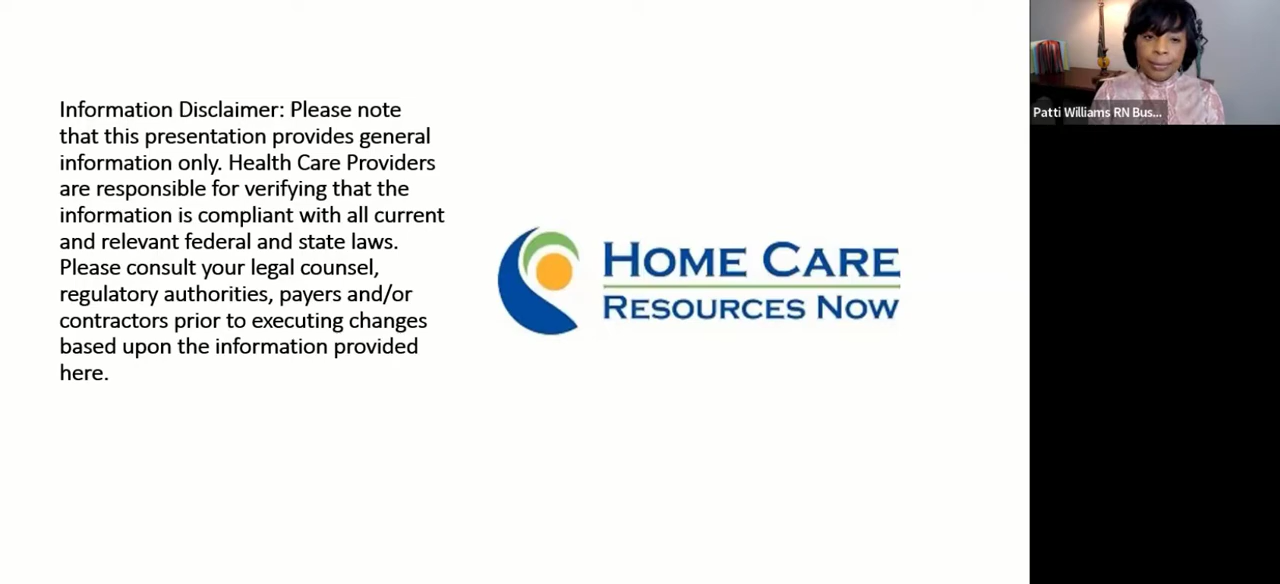 Information Disclaimer: Please note
that this presentation provides general
information only. Health Care Providers
are responsible for verifying that the
information is compliant with all current
and relevant federal and state laws.
Please consult your legal counsel,
regulatory authorities, payers and/or
contractors prior to executing changes
based upon the information provided
here.
HOME CARE
RESOURCES NOW
Patti Williams RN Bus...